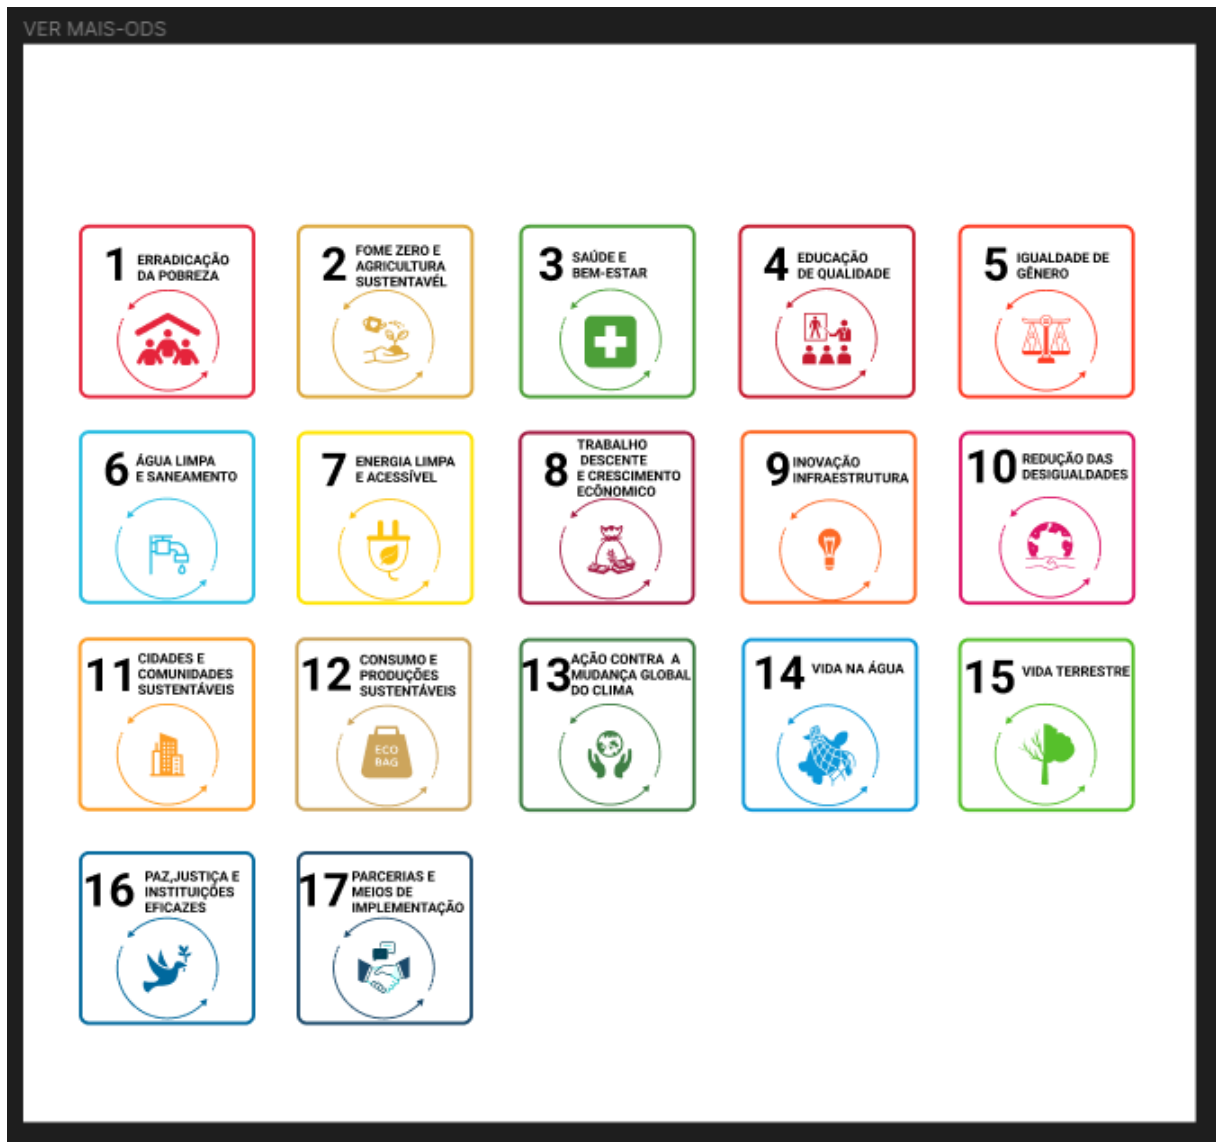 VER MAIS-ODS
1 ERRADICAÇÃO
DA POBREZA
2 FOME ZERO E
AGRICULTURA
SUSTENTAVÉL
3 SAÚDE E
BEM-ESTAR
4 EDUCAÇÃO
DE QUALIDADE
5 IGUALDADE DE
GÊNERO
6 ÁGUA LIMPA
E SANEAMENTO
7 ENERGIA LIMPA
E ACESSÍVEL
8 TRABALHO
DESCENTE
E CRESCIMENTO
ECÔNOMICO
9 INOVAÇÃO
INFRAESTRUTURA
10 REDUÇÃO DAS
DESIGUALDADES
11 CIDADES E
COMUNIDADES
SUSTENTÁVEIS
12 CONSUMO E
PRODUÇÕES
SUSTENTÁVEIS
ECO
BAG
13 AÇÃO CONTRA A
MUDANÇA GLOBAL
DO CLIMA
14 VIDA NA ÁGUA
15 VIDA TERRESTRE
16 PAZ,JUSTIÇA E
INSTITUIÇÕES
EFICAZES
17 PARCERIAS E
MEIOS DE
IMPLEMENTAÇÃO